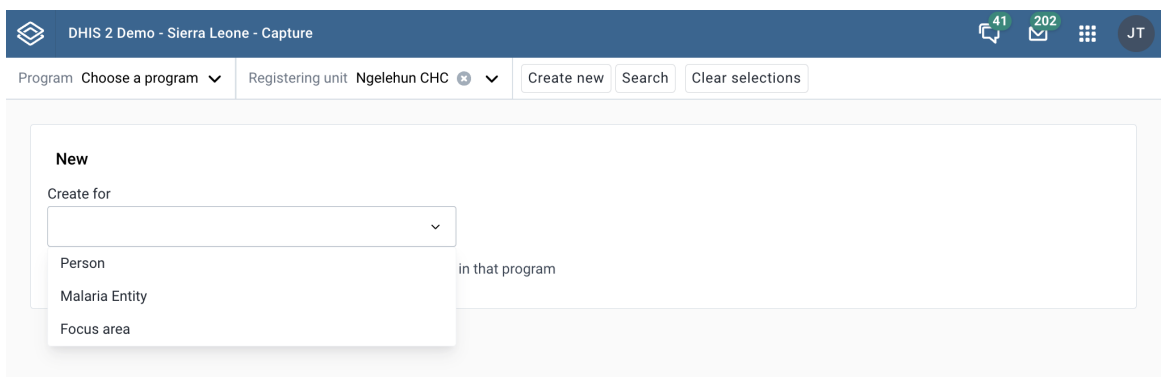 DHIS 2 Demo - Sierra Leone - Capture 41 202 JT
Program Choose a program Registering unit Ngelehun CHC Create new Search Clear selections
New
Create for
Person
in that program
Malaria Entity
Focus area